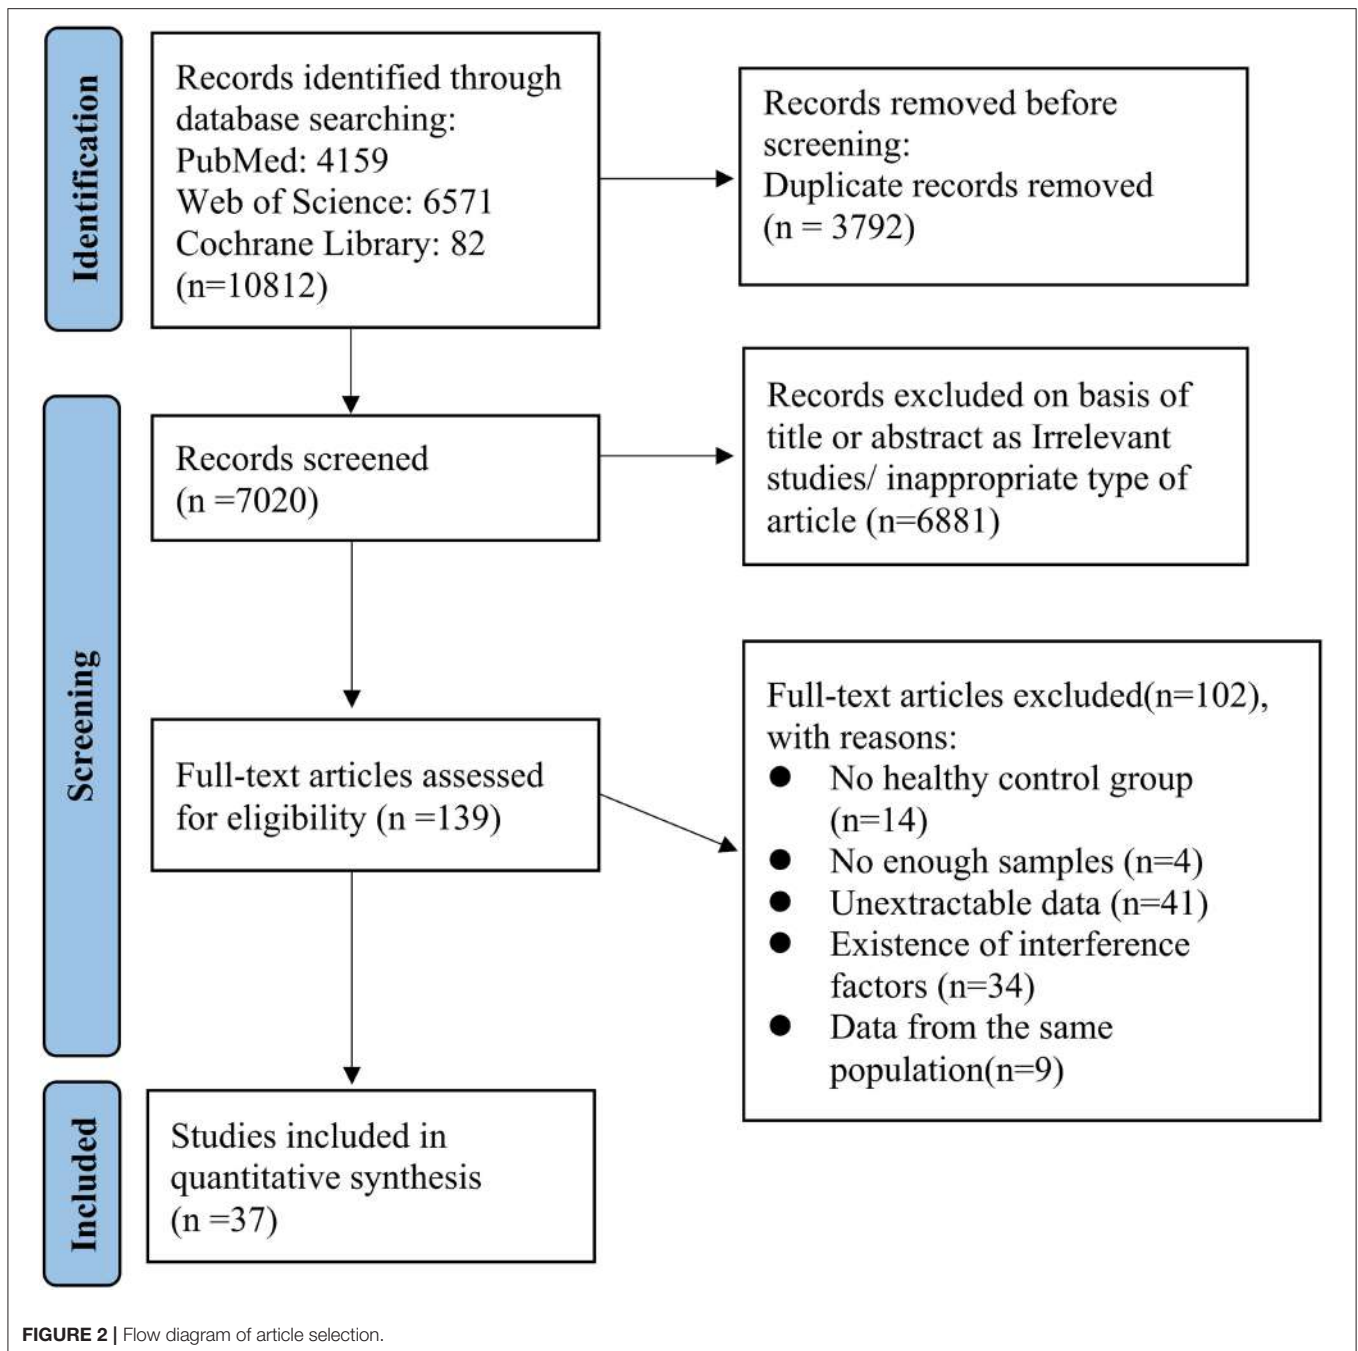 Identification
Records identified through
database searching:
PubMed: 4159
Web of Science: 6571
Cochrane Library: 82
(n=10812)
Records removed before
screening:
Duplicate records removed
(n = 3792)
Screening
Records screened
(n =7020)
Records excluded on basis of
title or abstract as Irrelevant
studies/ inappropriate type of
article (n=6881)
Full-text articles assessed
for eligibility (n =139)
Full-text articles excluded(n=102),
with reasons:
● No healthy control group
(n=14)
● No enough samples (n=4)
● Unextractable data (n=41)
● Existence of interference
factors (n=34)
● Data from the same
population(n=9)
Included
Studies included in
quantitative synthesis
(n =37)
FIGURE 2 | Flow diagram of article selection.